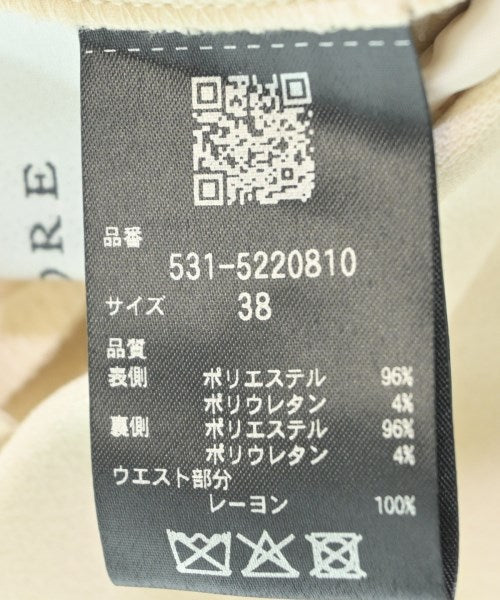 ORE
品番
531-5220810
サイズ 38
品質
表側 ポリエステル 96%
ポリウレタン 4%
裏側 ポリエステル 96%
ポリウレタン 4%
ウエスト部分
レーヨン 100%